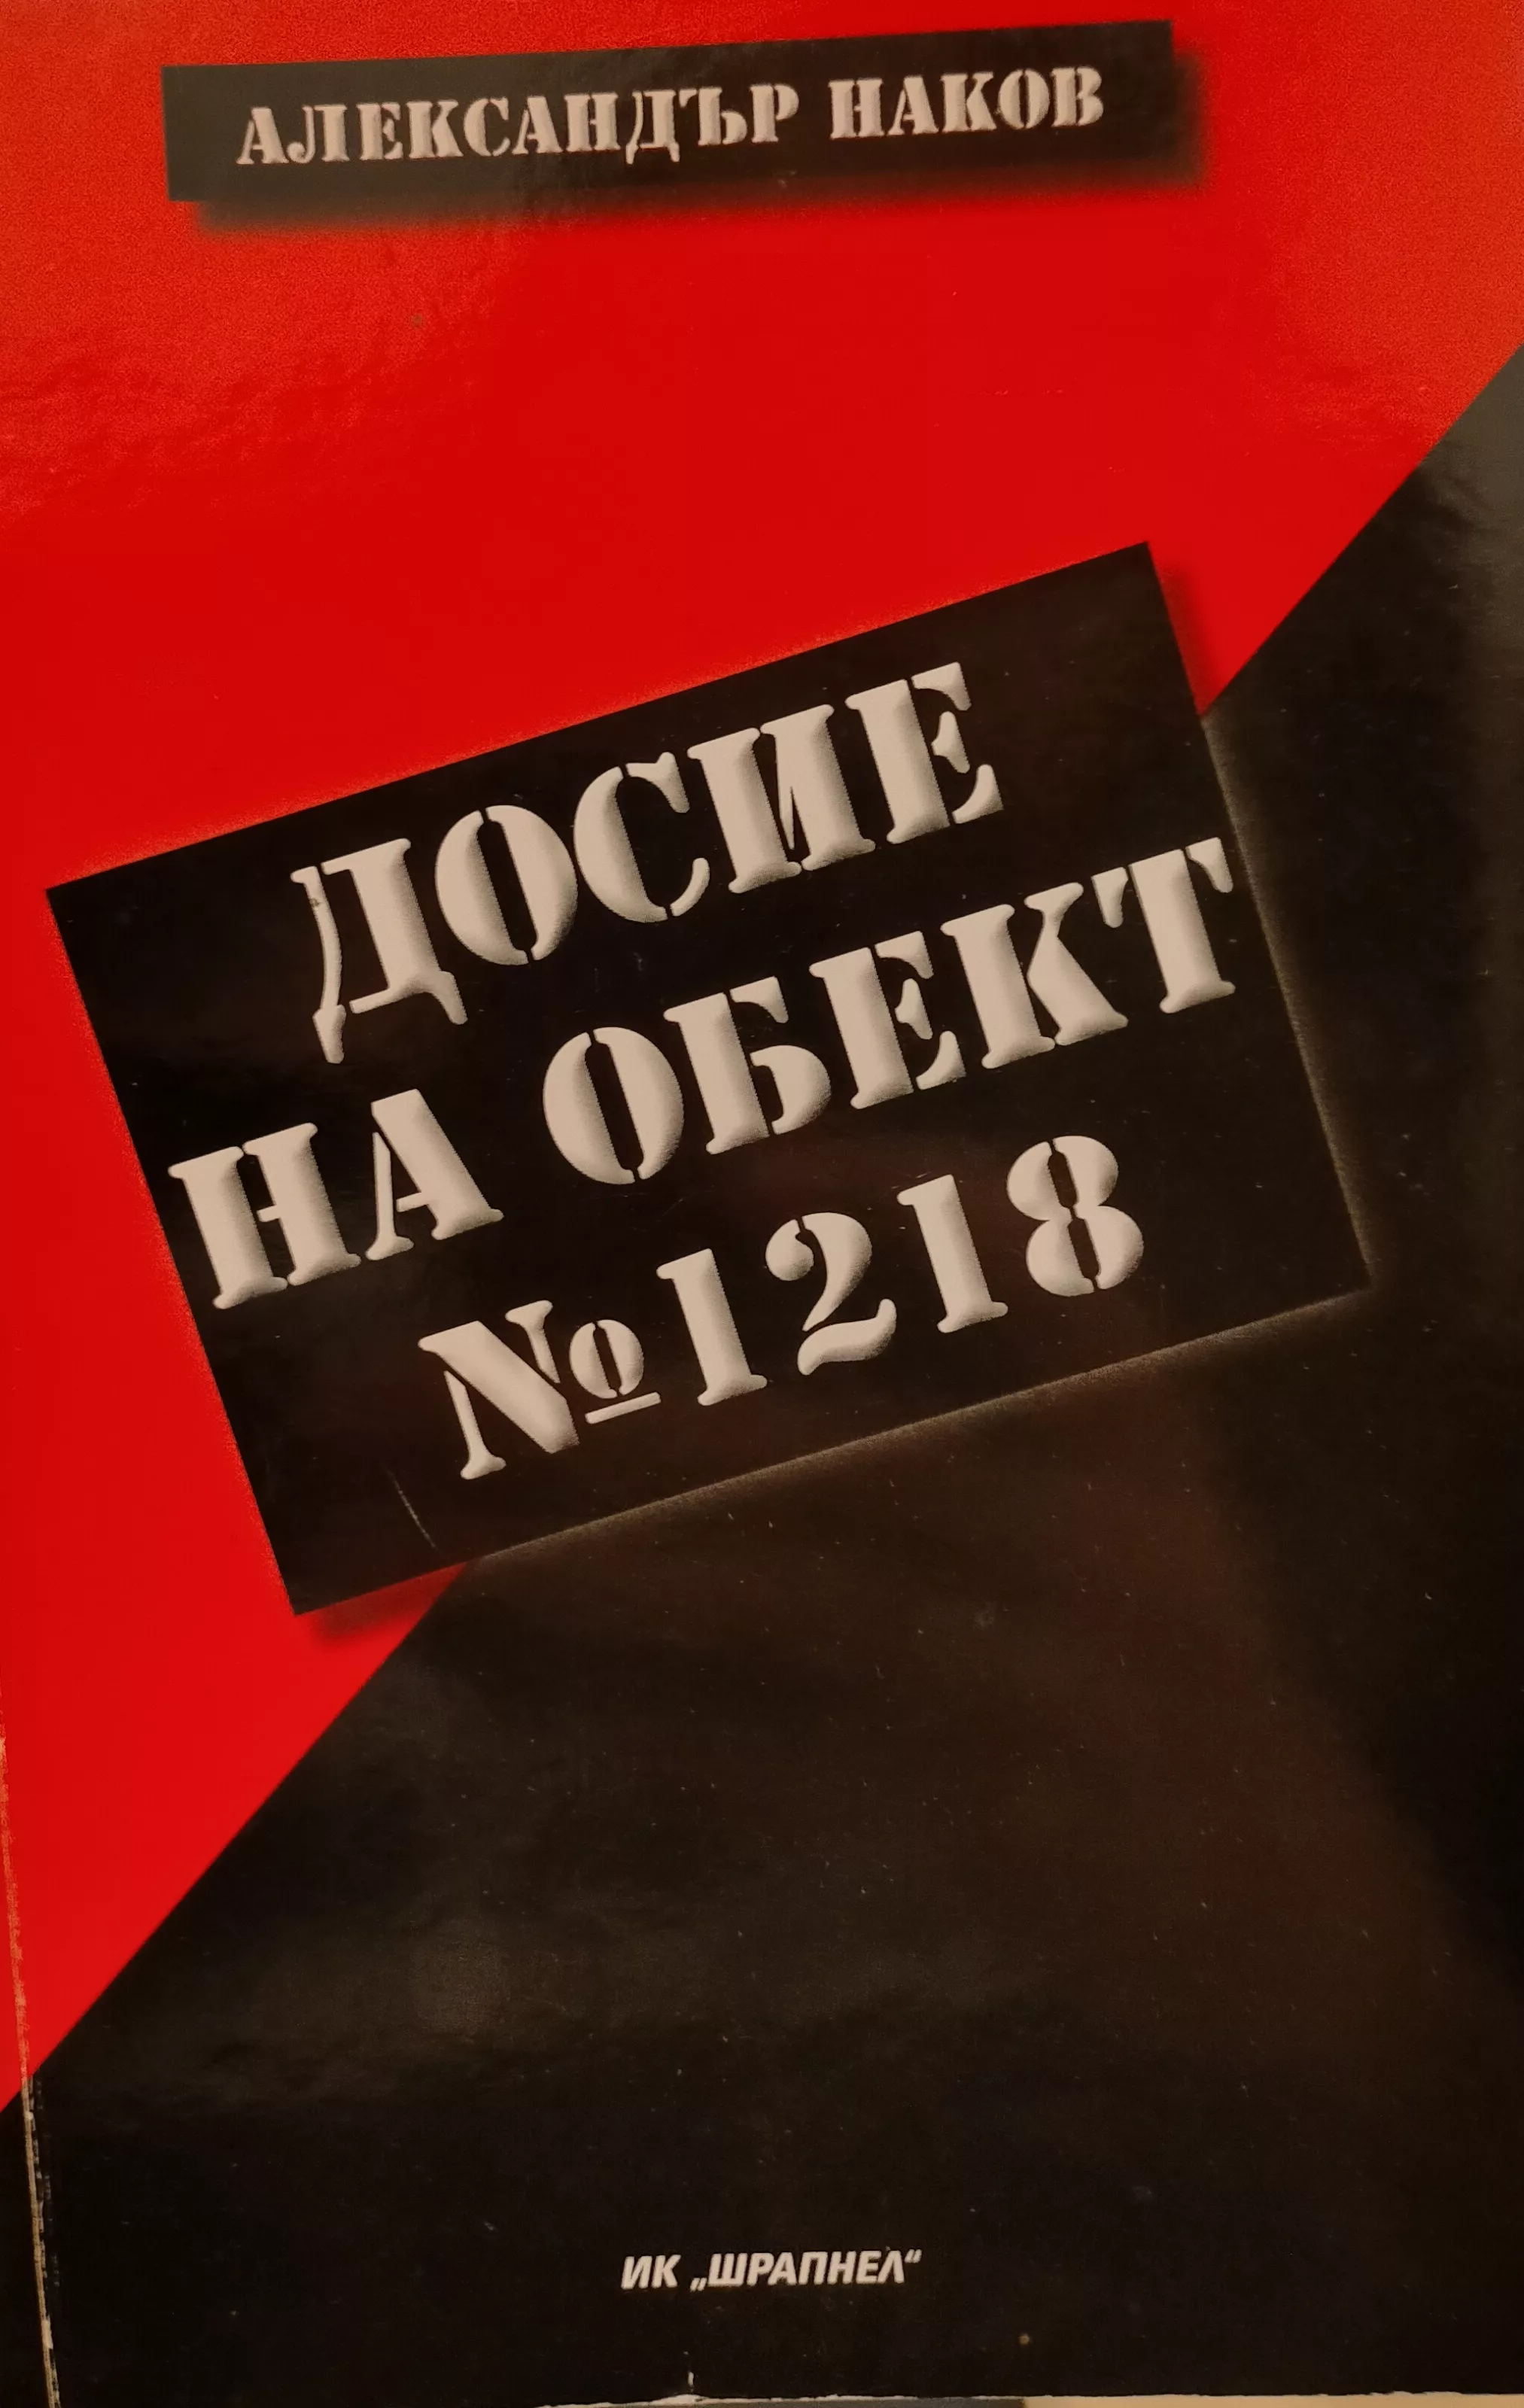 АЛЕКСАНДЪР НАКОВ
ДОСИЕ
НА ОБЕКТ
№1218
ИК „ШРАПНЕЛ“